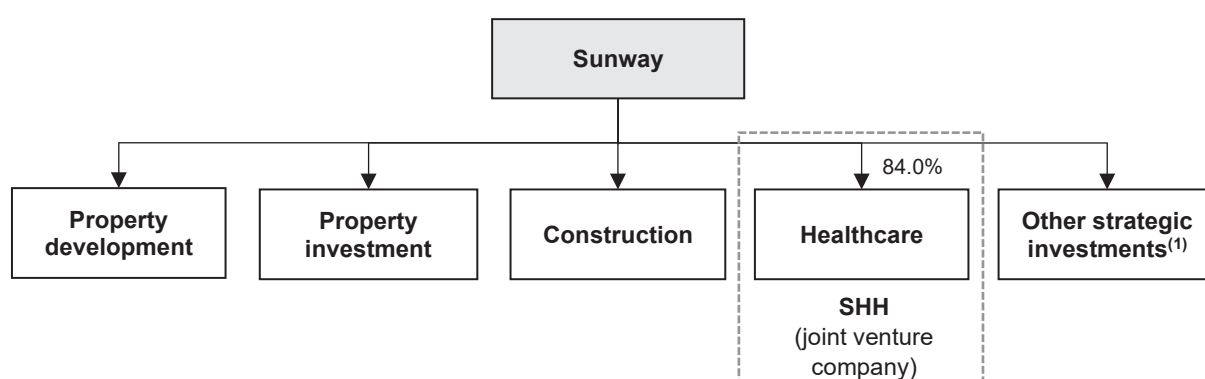 Sunway
84.0%
Property
development
Property
investment
Construction
Healthcare
Other strategic
investments(1)
SHH
(joint venture
company)